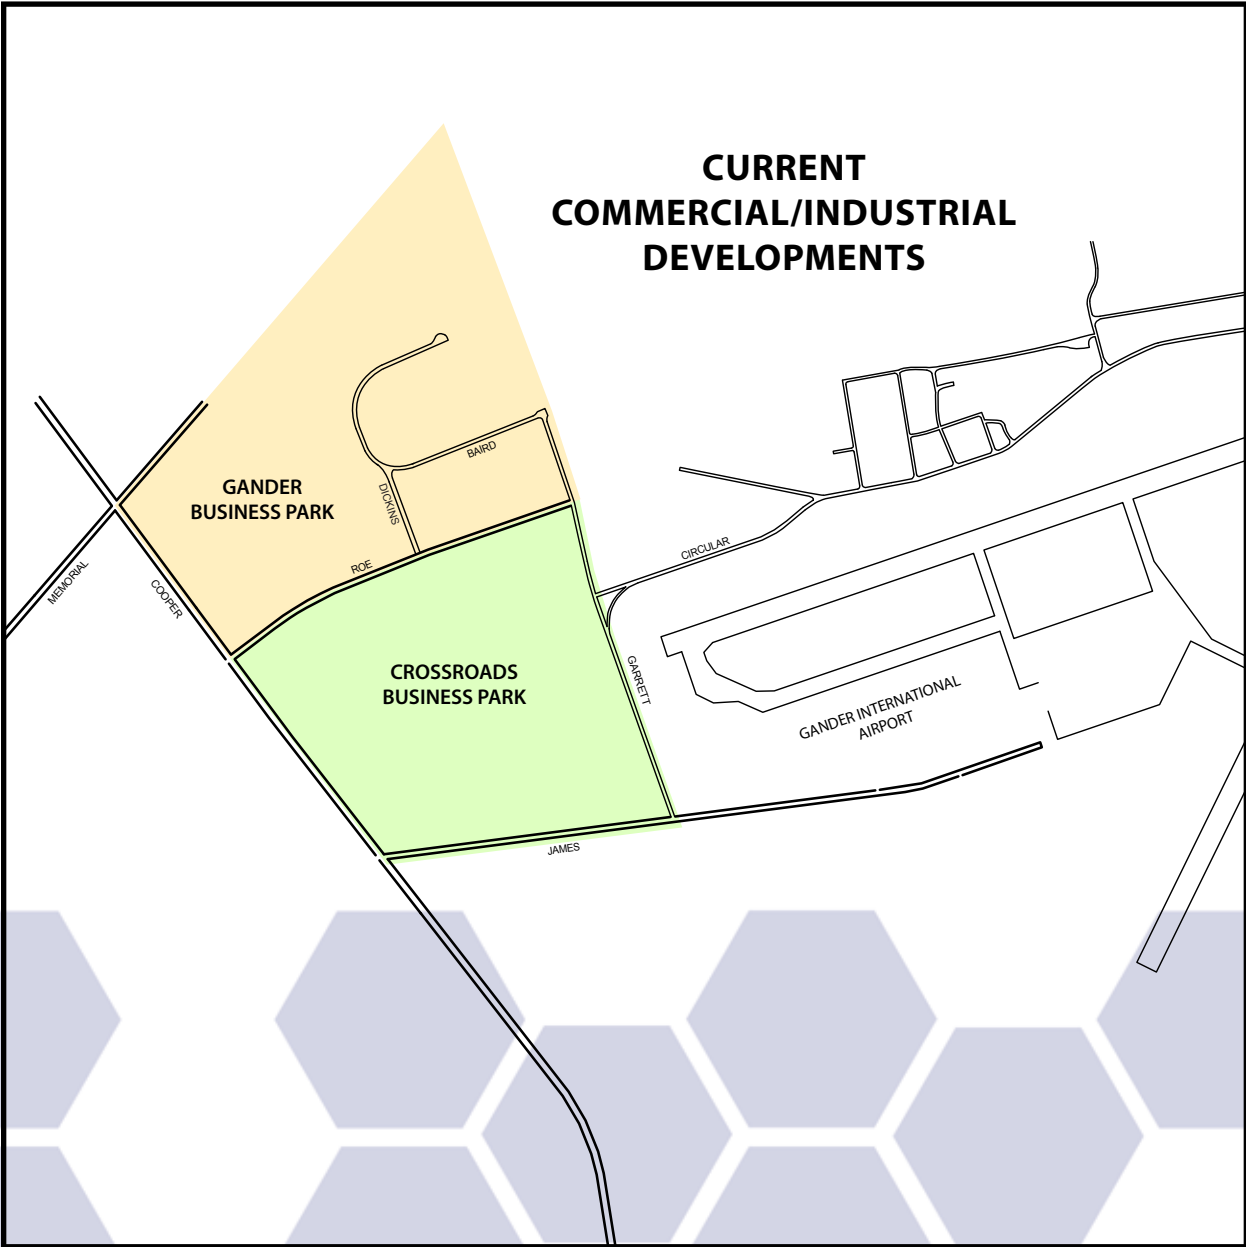 CURRENT
COMMERCIAL/INDUSTRIAL
DEVELOPMENTS
BAIRD
GANDER
BUSINESS PARK
DICKINS
CIRCULAR
ROE
MEMORIAL
COOPER
CROSSROADS
BUSINESS PARK
GARRETT
GANDER INTERNATIONAL
AIRPORT
JAMES